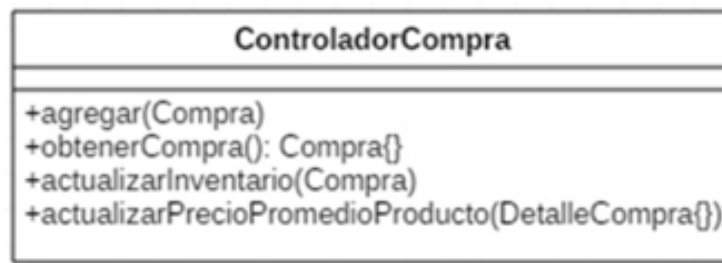 ControladorCompra
+agregar(Compra)
+obtenerCompra(): Compra{}
+actualizarInventario(Compra)
+actualizarPrecioPromedioProducto(DetalleCompra{})